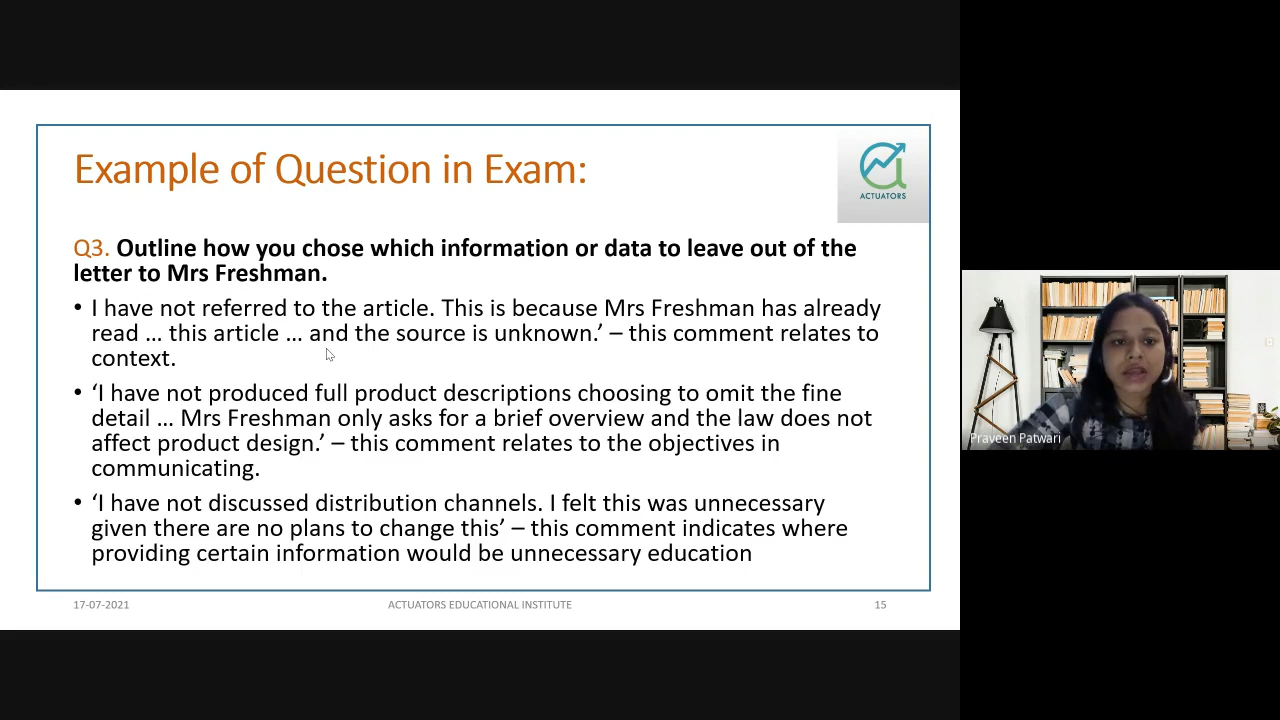 Example of Question in Exam:
ACTUATORS
Q3. Outline how you chose which information or data to leave out of the
letter to Mrs Freshman.
• I have not referred to the article. This is because Mrs Freshman has already
read … this article … and the source is unknown.’ – this comment relates to
context.
• ‘I have not produced full product descriptions choosing to omit the fine
detail … Mrs Freshman only asks for a brief overview and the law does not
affect product design.’ – this comment relates to the objectives in
communicating.
• ‘I have not discussed distribution channels. I felt this was unnecessary
given there are no plans to change this’ – this comment indicates where
providing certain information would be unnecessary education
17-07-2021
ACTUATORS EDUCATIONAL INSTITUTE
15
Praveen Patwari